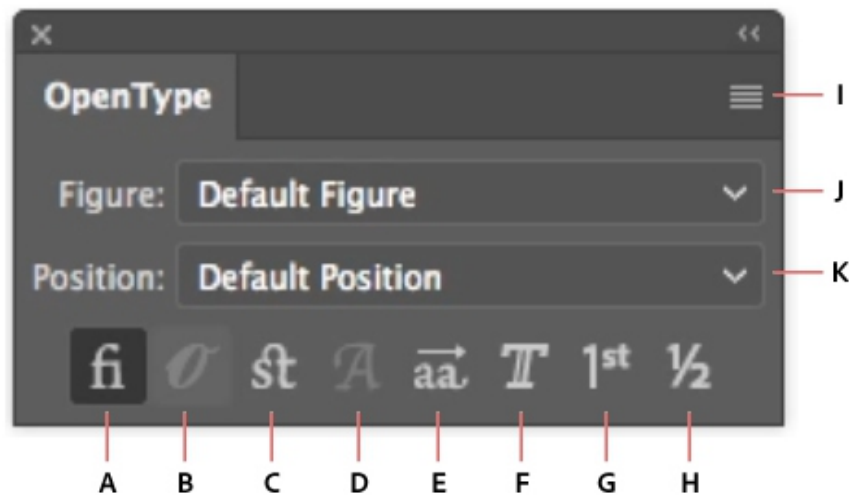 OpenType
I
Figure: Default Figure
J
Position: Default Position
K
fi O st A aa T 1st ½
A B C D E F G H